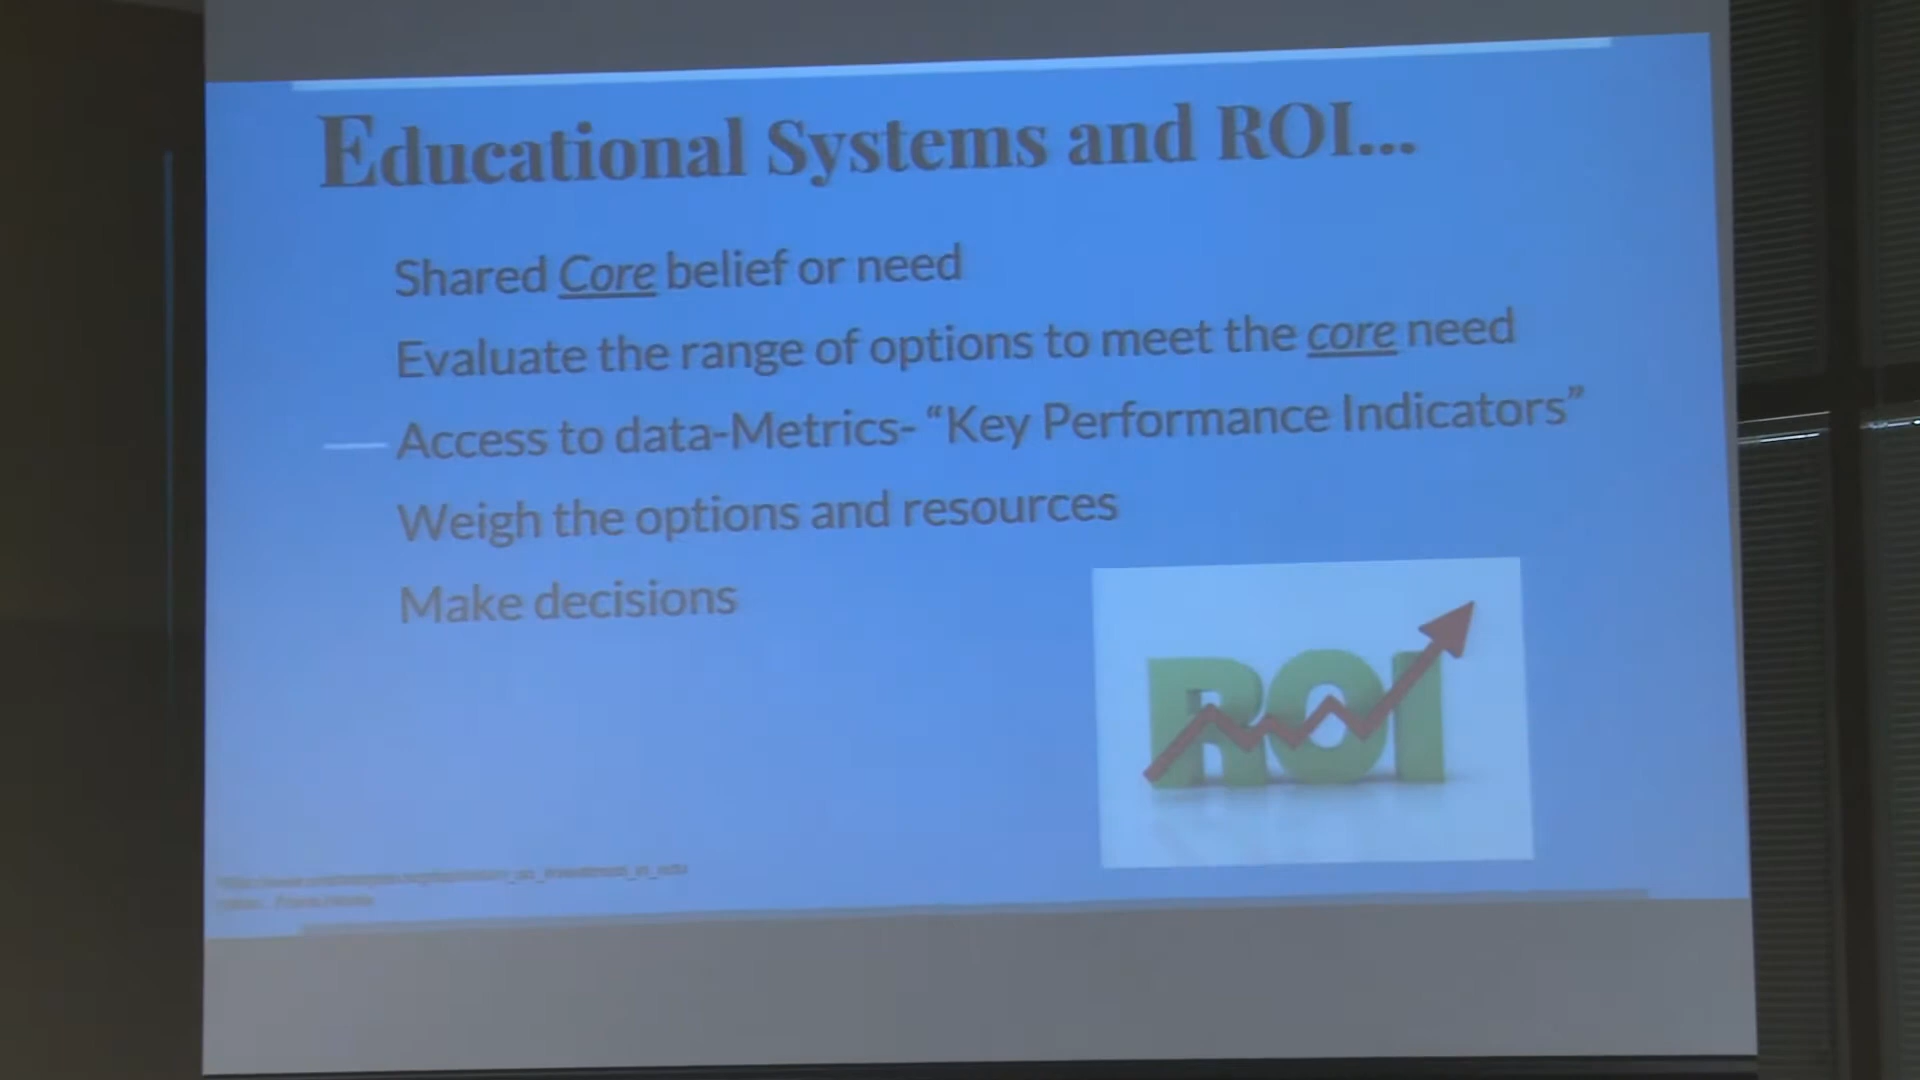 Educational Systems and ROI...
Shared Core belief or need
Evaluate the range of options to meet the core need
Access to data-Metrics- “Key Performance Indicators”
Weigh the options and resources
Make decisions
ROI